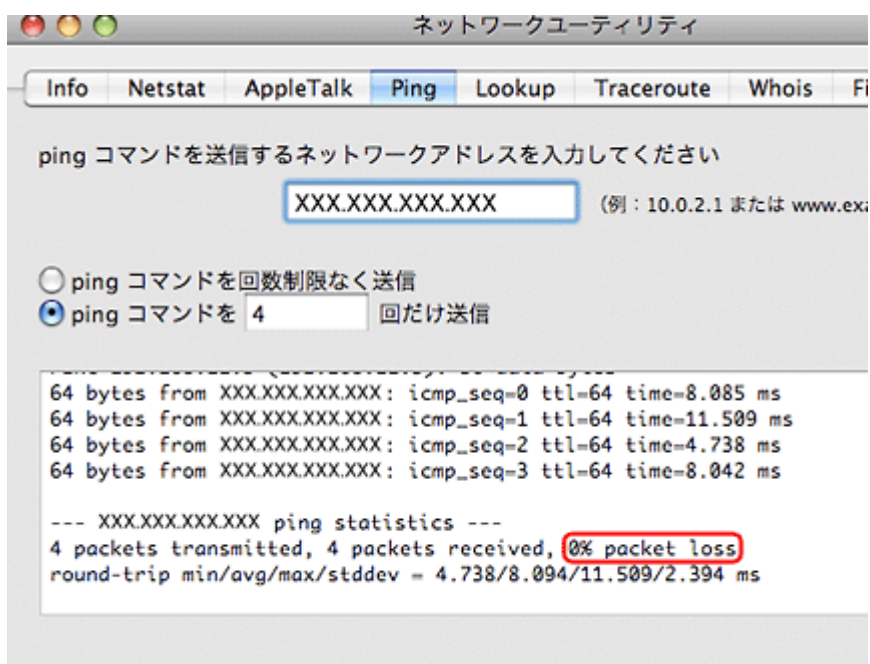 ネットワークユーティリティ
Info Netstat AppleTalk Ping Lookup Traceroute Whois Fi
ping コマンドを送信するネットワークアドレスを入力してください
XXX.XXX.XXX.XXX (例:10.0.2.1 または www.exa
ping コマンドを回数制限なく送信
ping コマンドを 4 回だけ送信
64 bytes from XXX.XXX.XXX.XXX: icmp_seq=0 ttl=64 time=8.085 ms
64 bytes from XXX.XXX.XXX.XXX: icmp_seq=1 ttl=64 time=11.509 ms
64 bytes from XXX.XXX.XXX.XXX: icmp_seq=2 ttl=64 time=4.738 ms
64 bytes from XXX.XXX.XXX.XXX: icmp_seq=3 ttl=64 time=8.042 ms
--- XXX.XXX.XXX.XXX ping statistics ---
4 packets transmitted, 4 packets received, 0% packet loss
round-trip min/avg/max/stddev = 4.738/8.094/11.509/2.394 ms